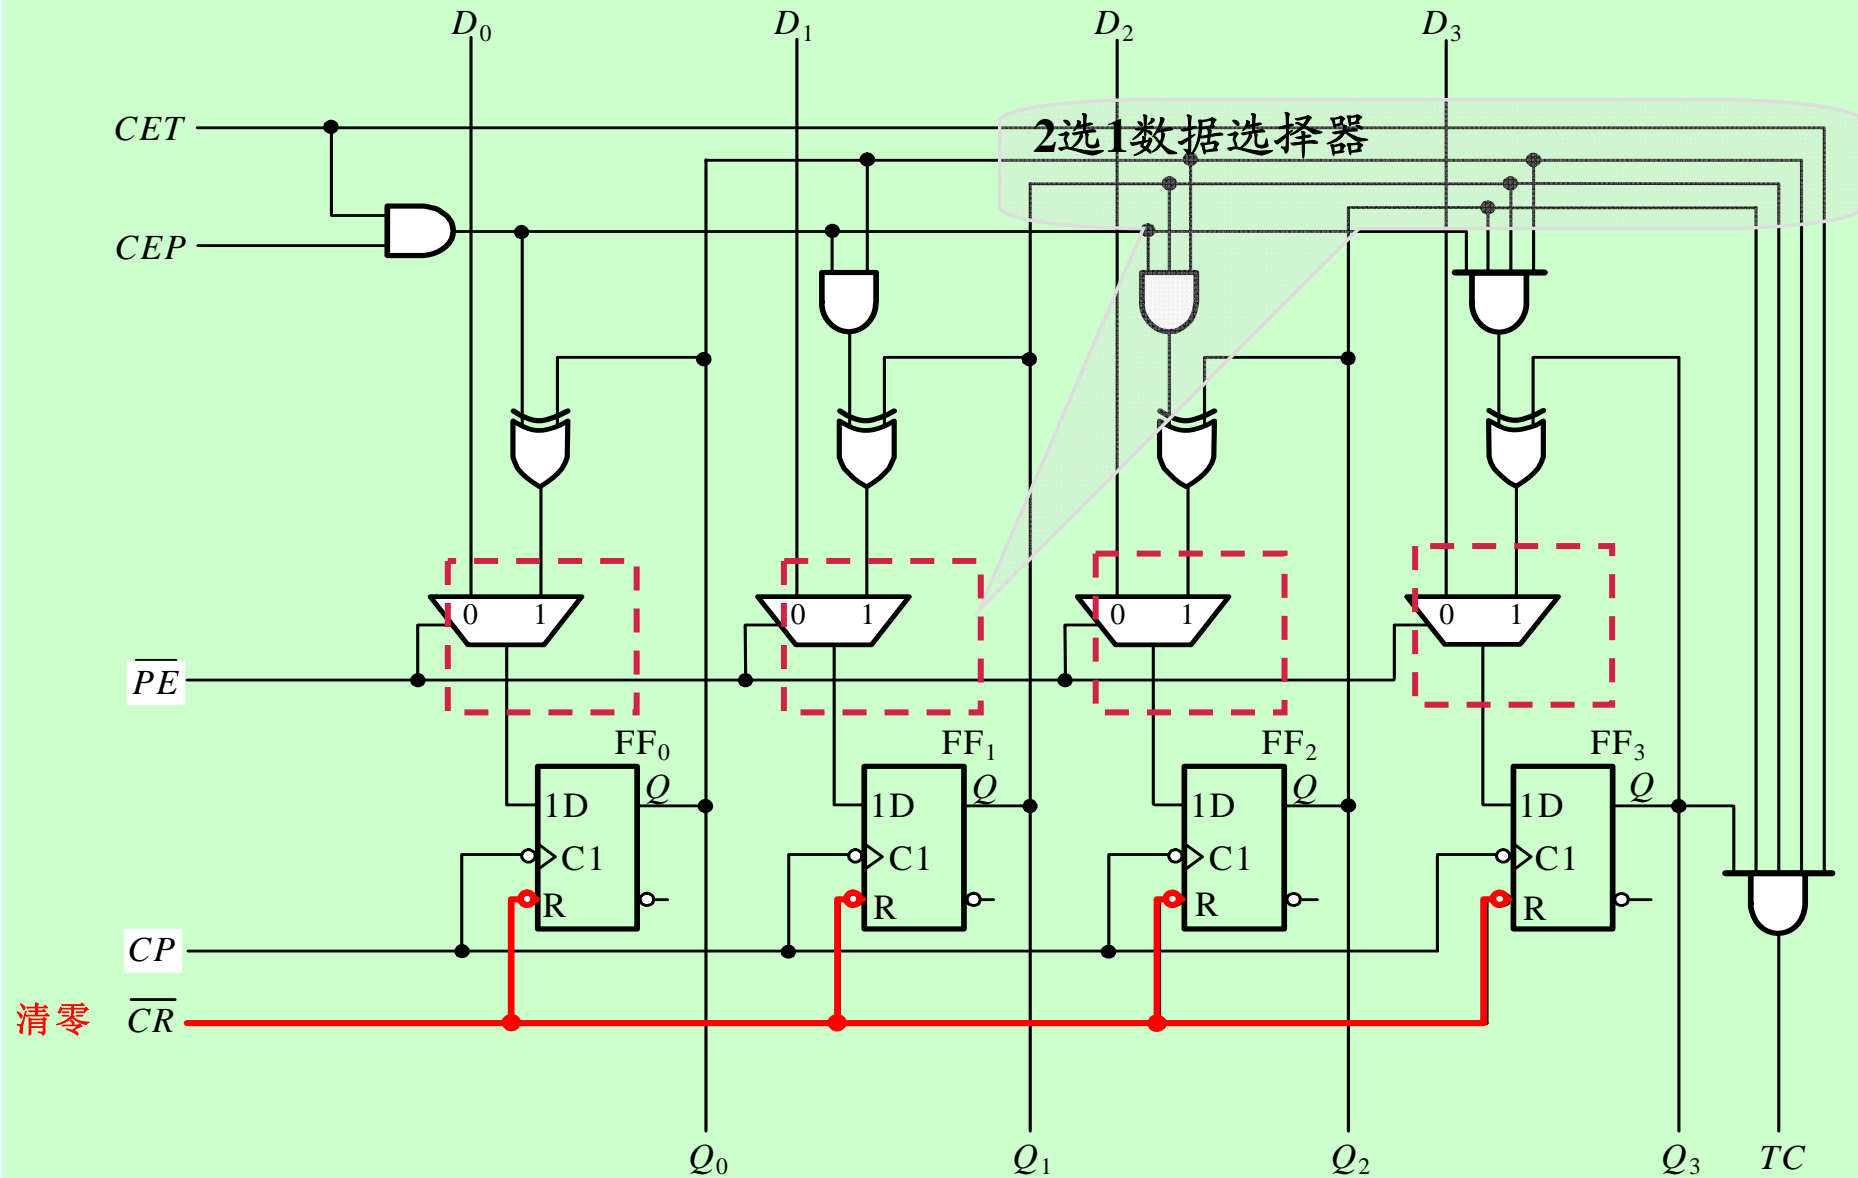 D0 D1 D2 D3
CET
2选1数据选择器
CEP
0 1 0 1 0 1 0 1
P̅E̅
FF0 FF1 FF2 FF3
1D Q 1D Q 1D Q 1D Q
C1 C1 C1 C1
R R R R
CP
清零 C̅R̅
Q0 Q1 Q2 Q3 TC